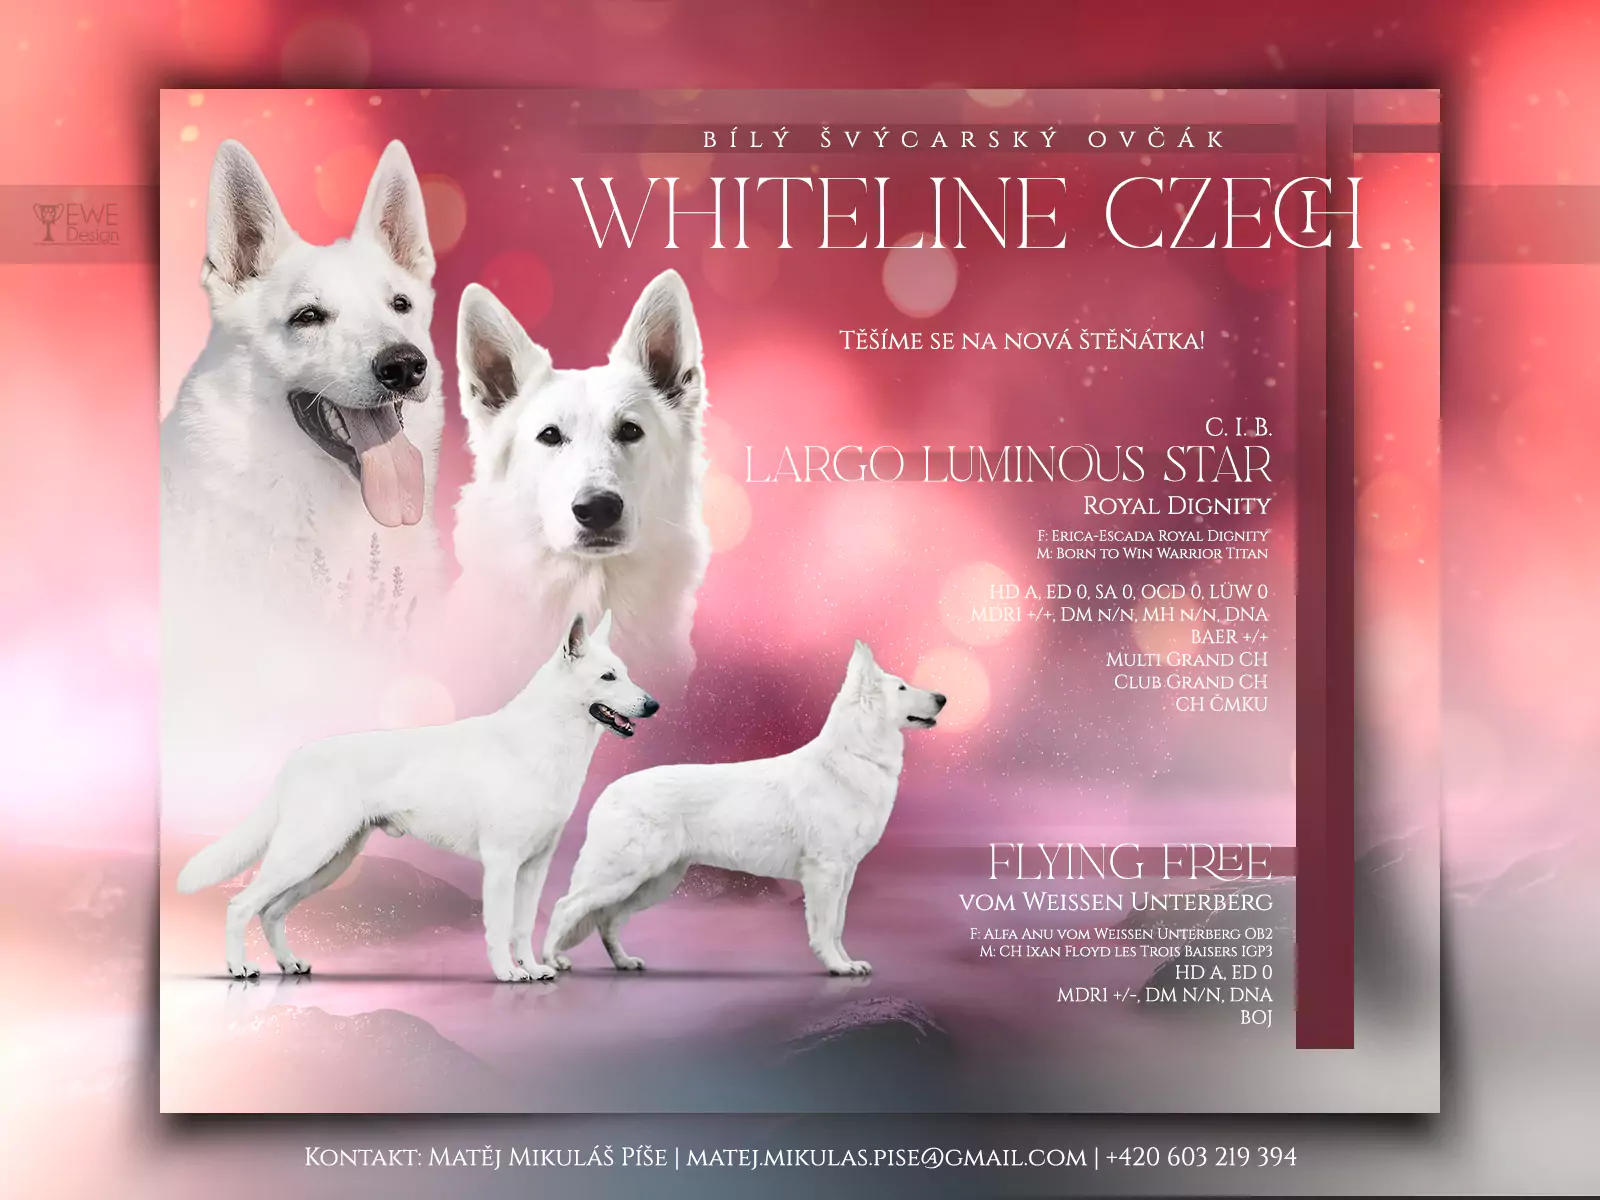 BÍLÝ ŠVÝCARSKÝ OVČÁK
WHITELINE CZECH
EWE
Design
TĚŠÍME SE NA NOVÁ ŠTĚŇÁTKA!
C. I. B.
LARGO LUMINOUS STAR
ROYAL DIGNITY
F: ERICA-ESCADA ROYAL DIGNITY
M: BORN TO WIN WARRIOR TITAN
HD A, ED 0, SA 0, OCD 0, LÜW 0
MDR1 +/+, DM N/N, MH N/N, DNA
BAER +/+
MULTI GRAND CH
CLUB GRAND CH
CH ČMKU
FLYING FREE
VOM WEISSEN UNTERBERG
F: ALFA ANU VOM WEISSEN UNTERBERG OB2
M: CH IXAN FLOYD LES TROIS BAISERS IGP3
HD A, ED 0
MDR1 +/-, DM N/N, DNA
BOJ
KONTAKT: MATĚJ MIKULÁŠ PÍŠE | MATEJ.MIKULAS.PISE@GMAIL.COM | +420 603 219 394